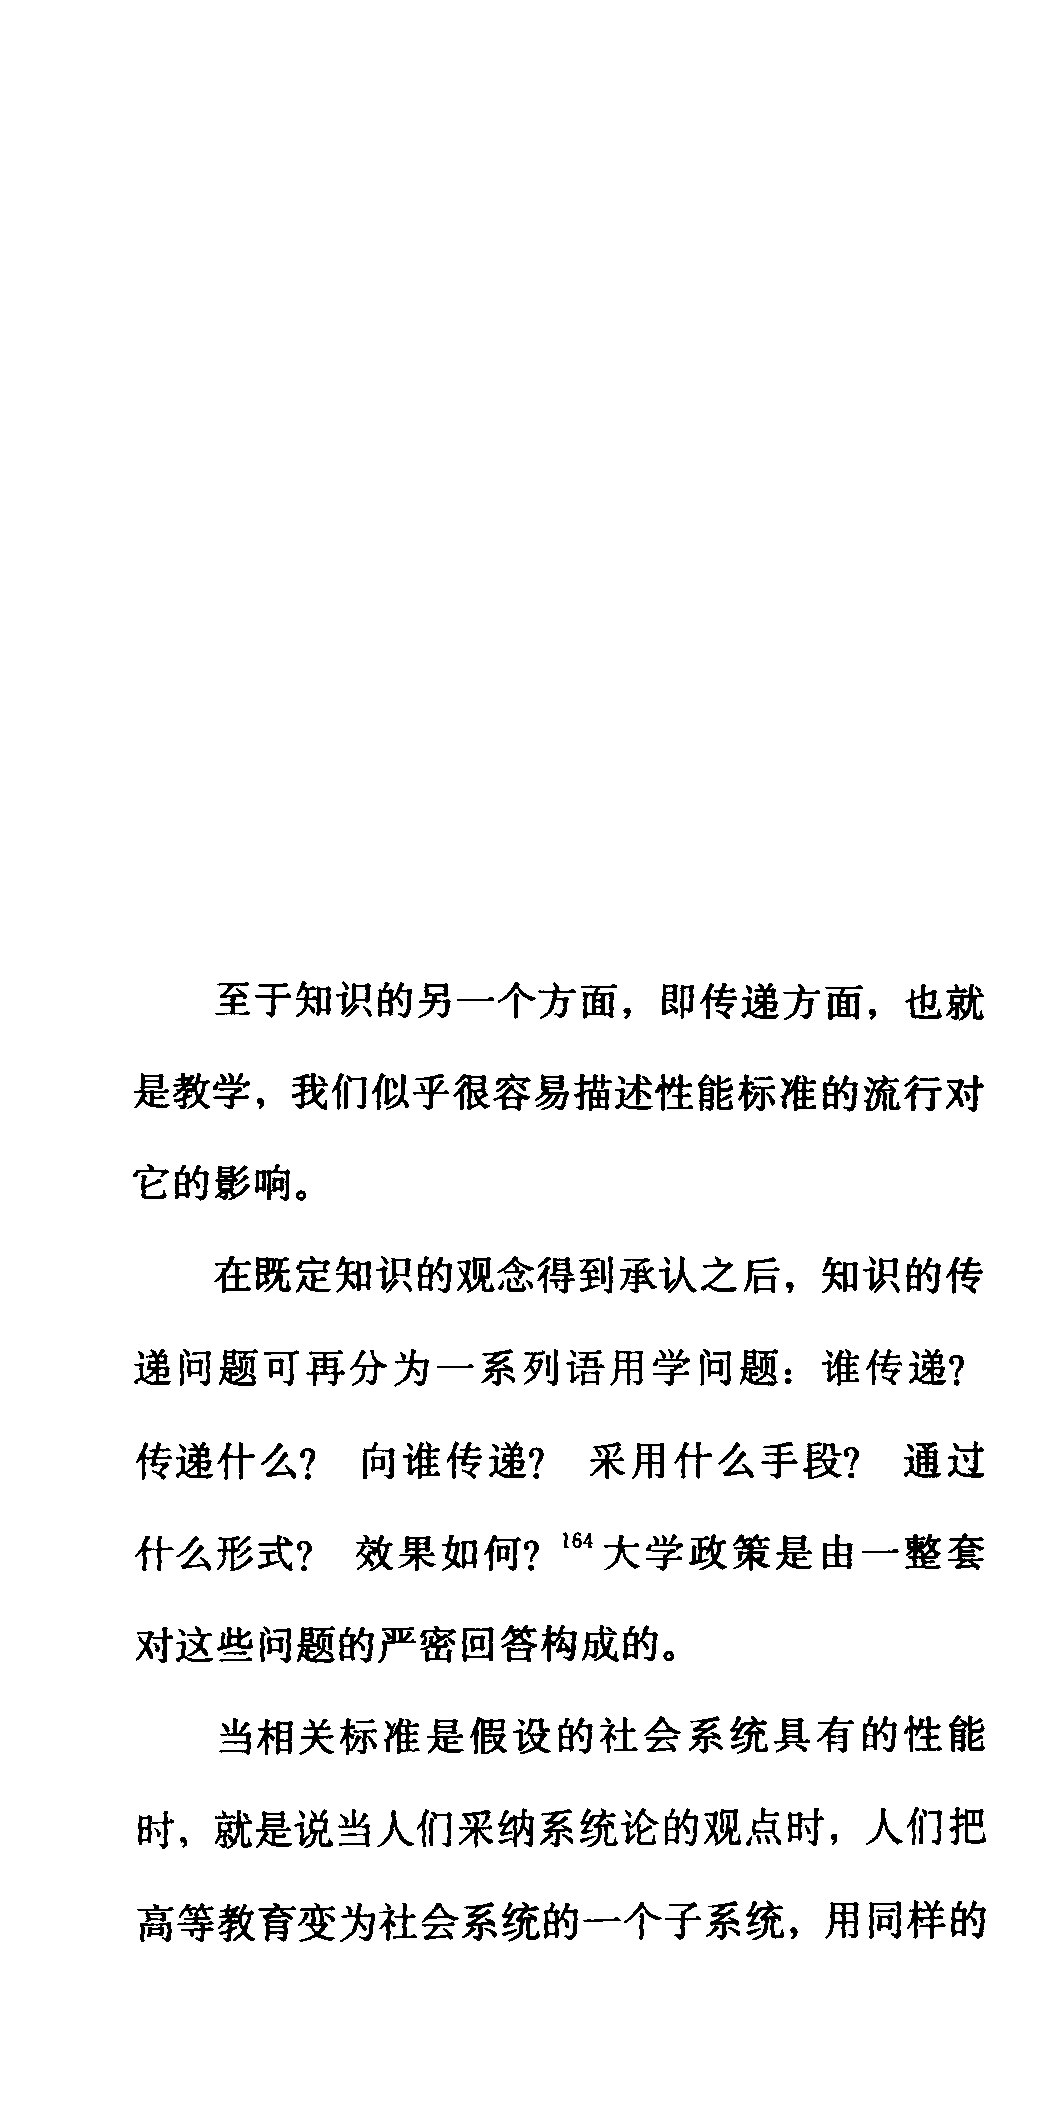 至于知识的另一个方面，即传递方面，也就
是教学，我们似乎很容易描述性能标准的流行对
它的影响。
在既定知识的观念得到承认之后，知识的传
递问题可再分为一系列语用学问题：谁传递？
传递什么？ 向谁传递？ 采用什么手段？ 通过
什么形式？ 效果如何？164大学政策是由一整套
对这些问题的严密回答构成的。
当相关标准是假设的社会系统具有的性能
时，就是说当人们采纳系统论的观点时，人们把
高等教育变为社会系统的一个子系统，用同样的